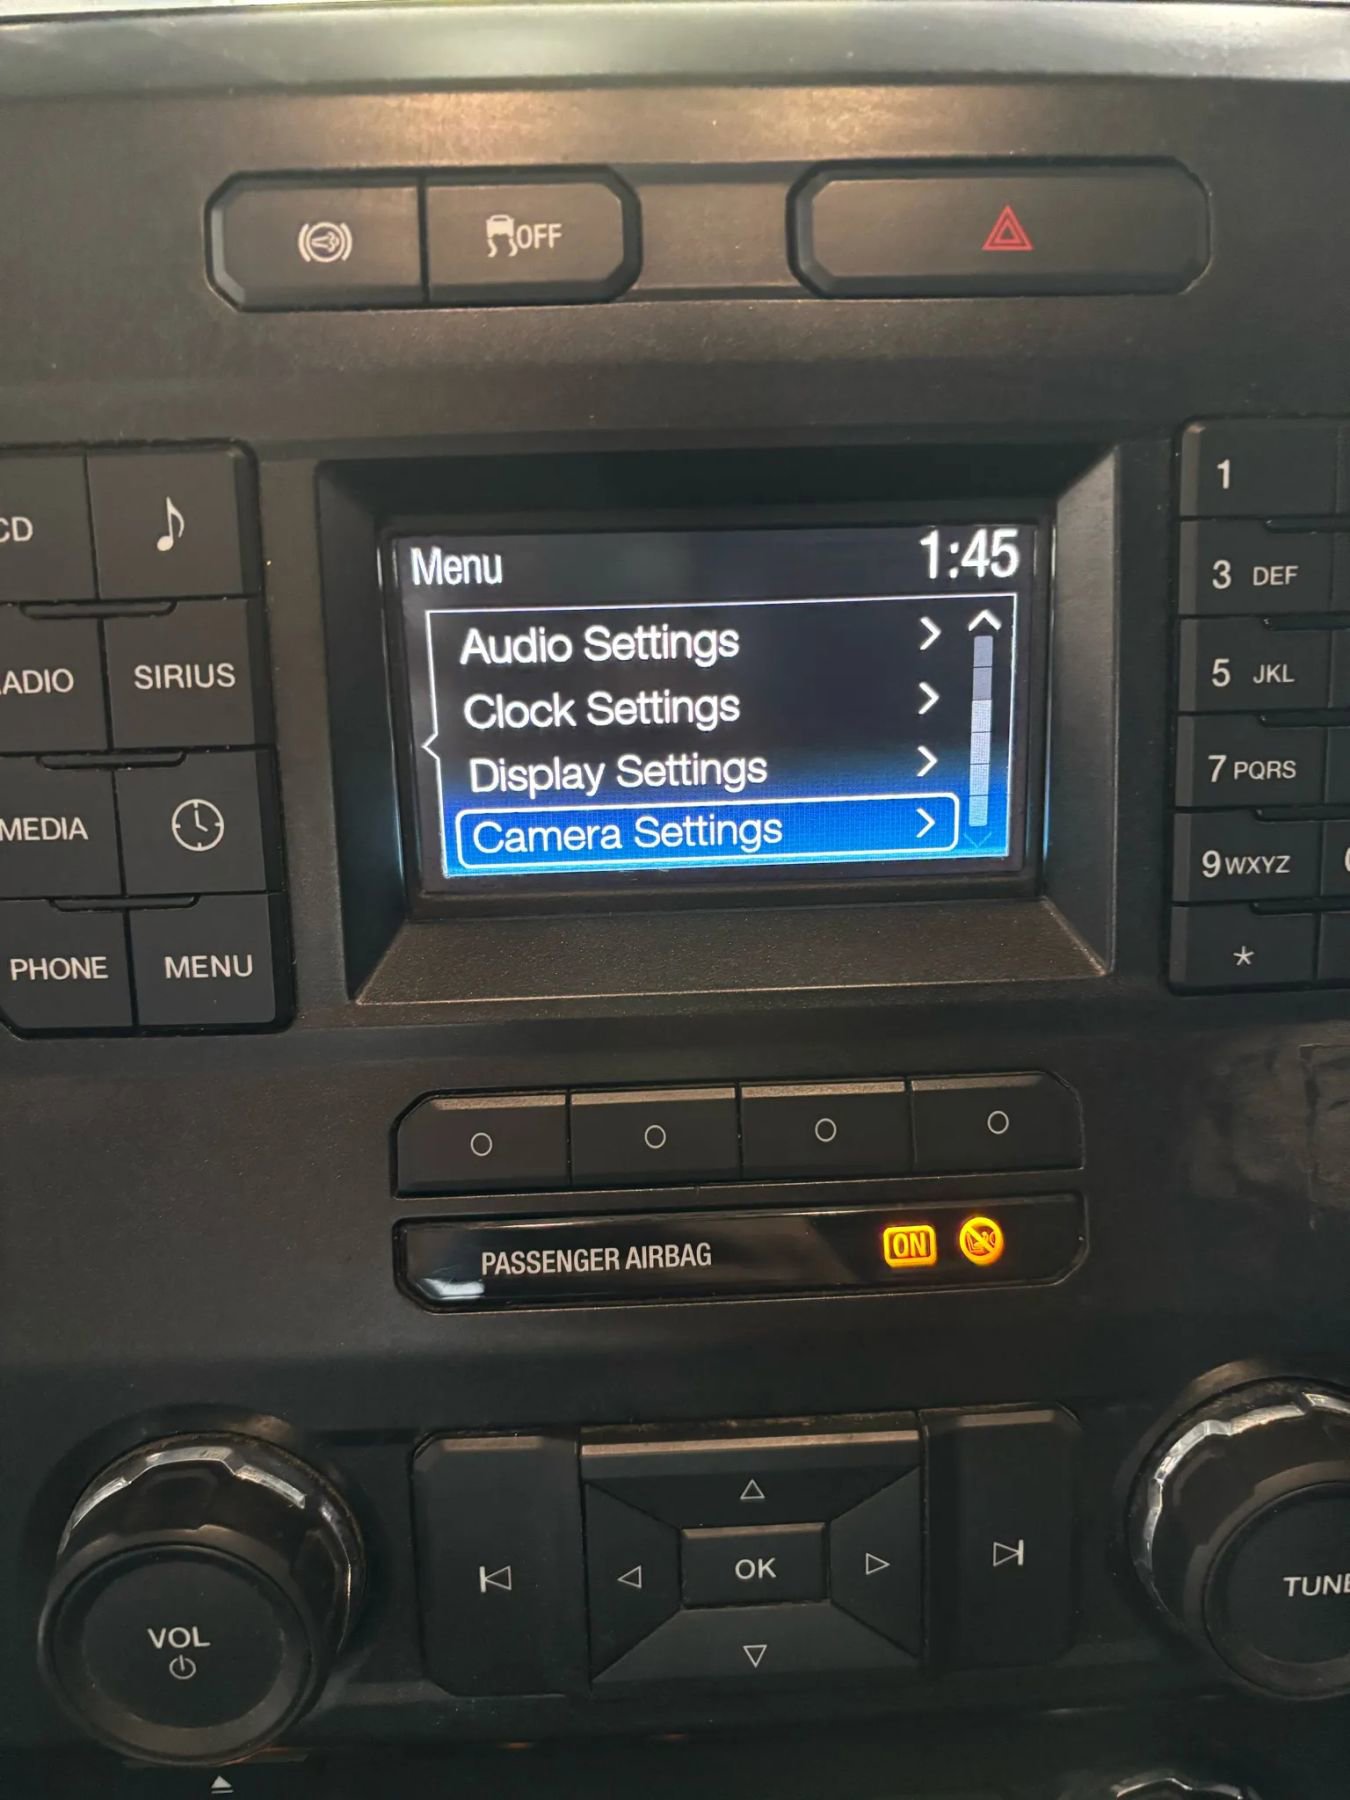 OFF
Menu 1:45
Audio Settings
Clock Settings
Display Settings
Camera Settings
CD
SIRIUS
MEDIA
PHONE MENU
1
3 DEF
5 JKL
7 PQRS
9 WXYZ
*
PASSENGER AIRBAG ON
OK
VOL
TUNE